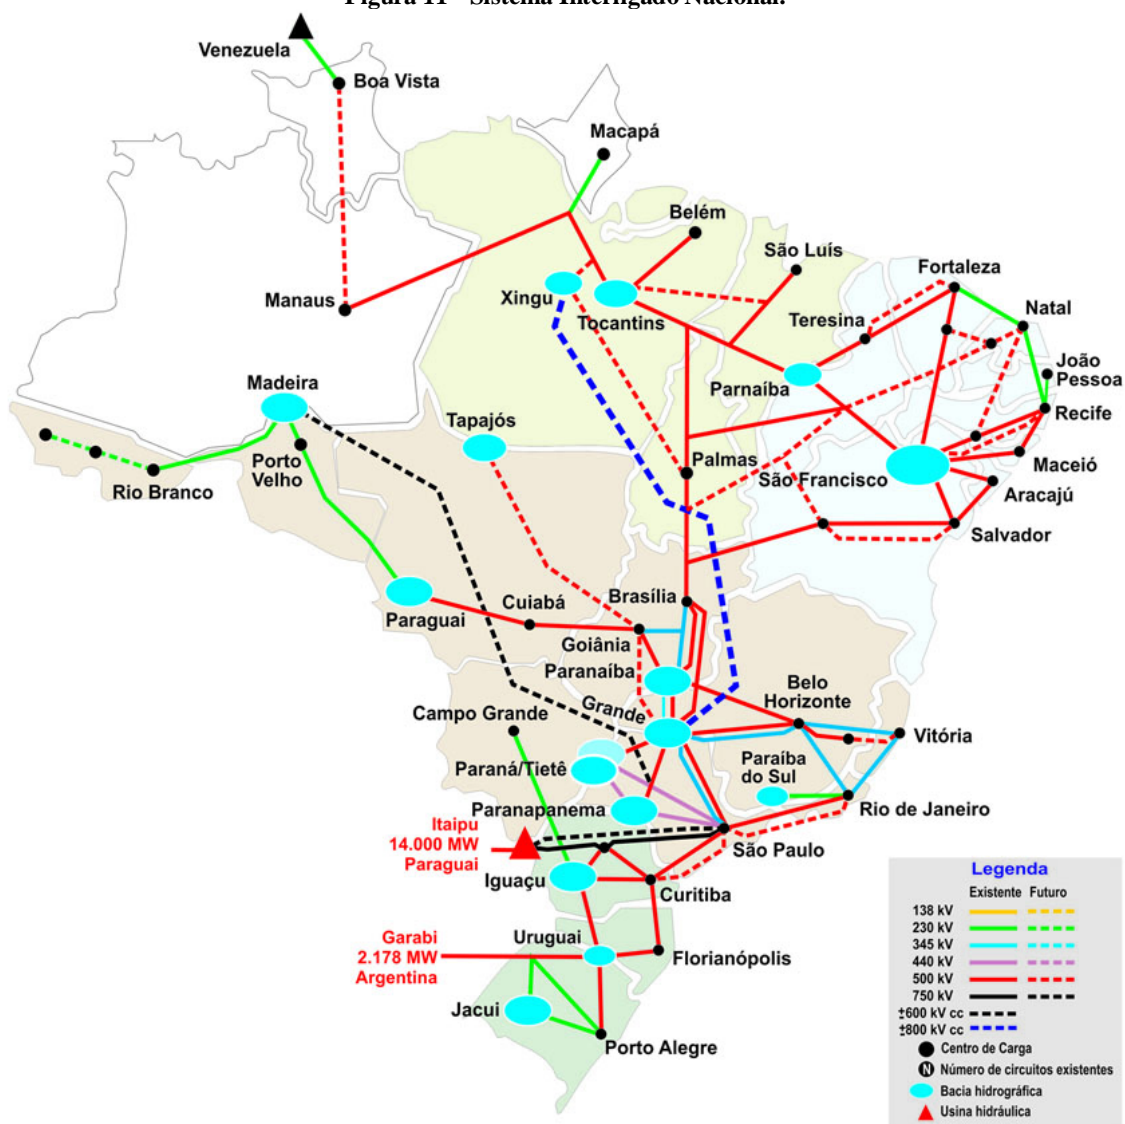 Figura 11 - Sistema Interligado Nacional.
Venezuela
Boa Vista
Macapá
Belém
São Luís
Fortaleza
Xingu
Manaus
Tocantins
Teresina
Natal
João
Pessoa
Parnaíba
Madeira
Tapajós
Recife
Porto
Velho
Rio Branco
Palmas
São Francisco
Maceió
Aracajú
Salvador
Brasília
Cuiabá
Paraguai
Goiânia
Paranaíba
Belo
Horizonte
Grande
Campo Grande
Vitória
Paraíba
do Sul
Paraná/Tietê
Paranapanema
Rio de Janeiro
Itaipu
14.000 MW
Paraguai
São Paulo
Iguaçu
Curitiba
Garabi
2.178 MW
Argentina
Uruguai
Florianópolis
Jacui
Porto Alegre
Legenda
Existente Futuro
138 kV
230 kV
345 kV
440 kV
500 kV
750 kV
±600 kV cc
±800 kV cc
Centro de Carga
N Número de circuitos existentes
Bacia hidrográfica
Usina hidráulica